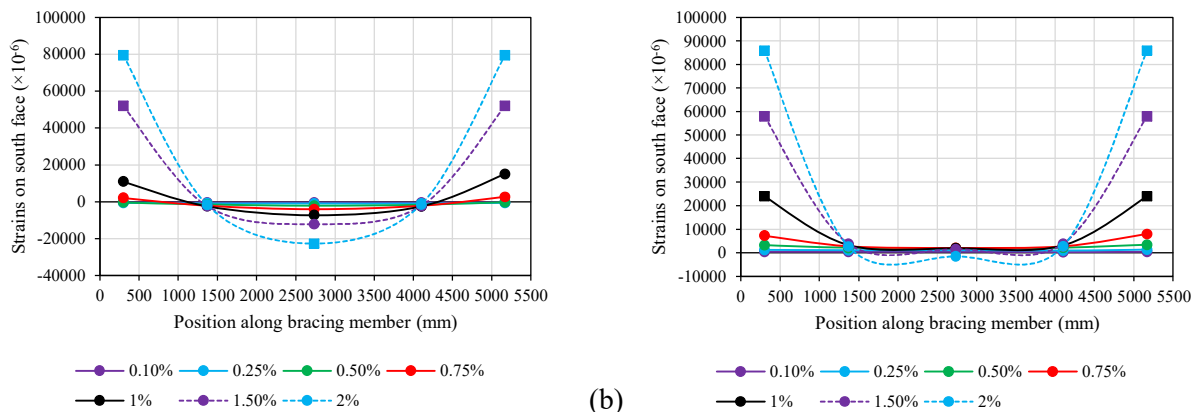 100000
80000
60000
40000
20000
0
-20000
-40000
0 500 1000 1500 2000 2500 3000 3500 4000 4500 5000 5500
Strains on south face (×10⁻⁶)
Position along bracing member (mm)
0.10% 0.25% 0.50% 0.75%
1% 1.50% 2%
(b)
100000
90000
80000
70000
60000
50000
40000
30000
20000
10000
0
-10000
0 500 1000 1500 2000 2500 3000 3500 4000 4500 5000 5500
Strains on south face (×10⁻⁶)
Position along bracing member (mm)
0.10% 0.25% 0.50% 0.75%
1% 1.50% 2%